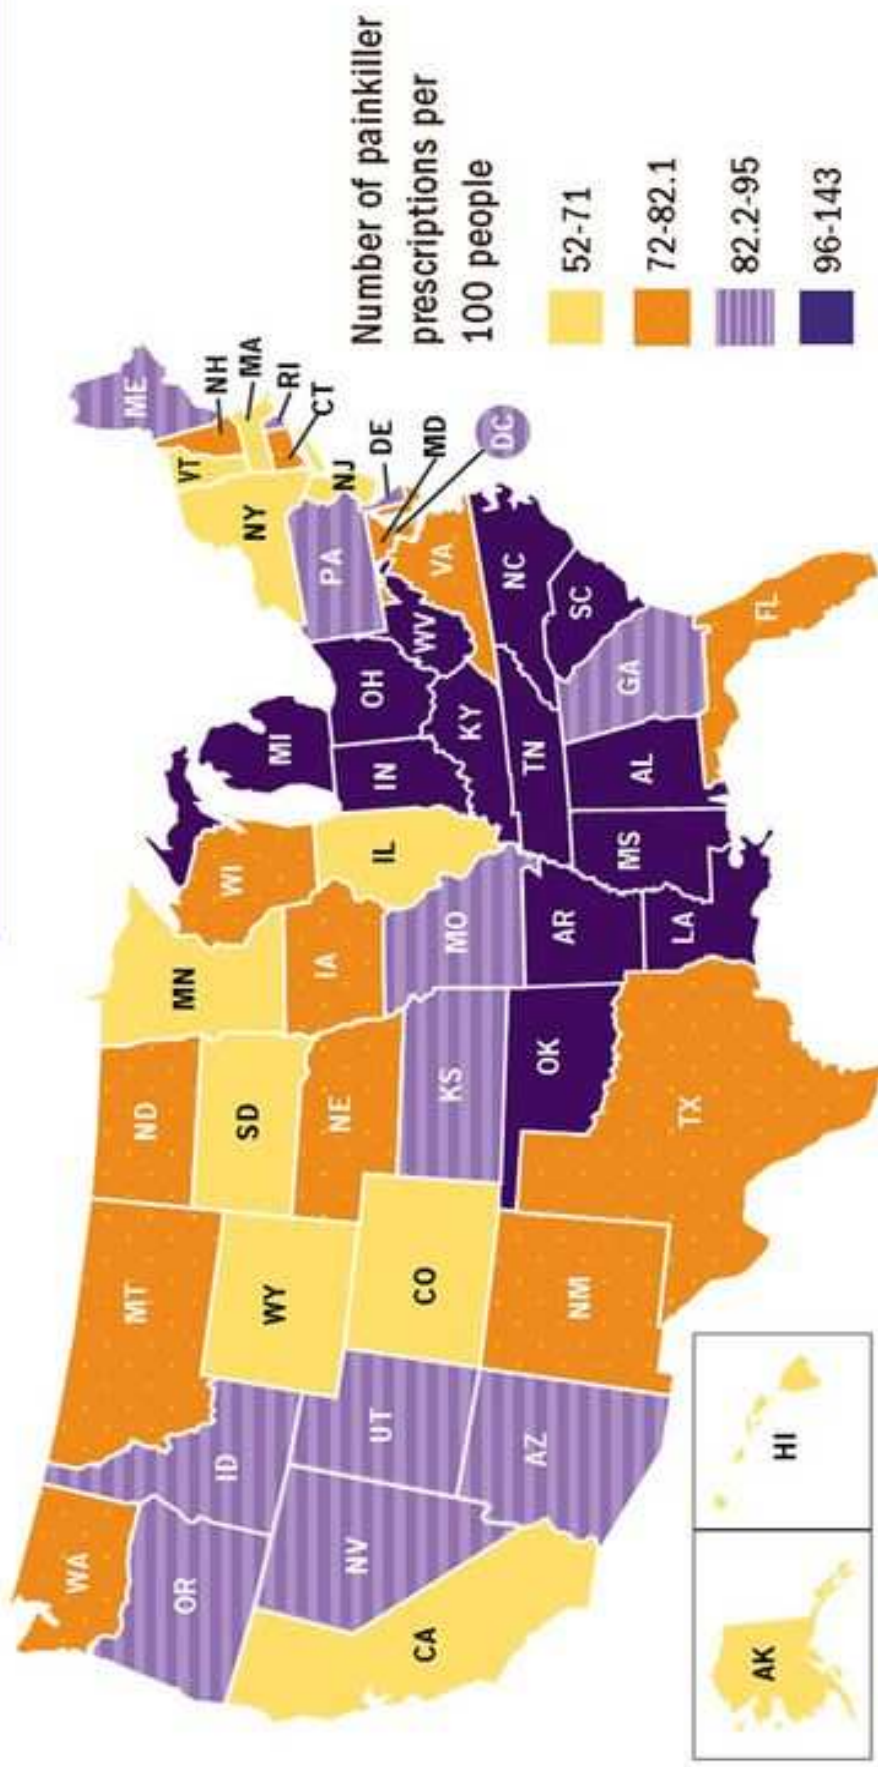 Number of painkiller
prescriptions per
100 people
52-71
72-82.1
82.2-95
96-143
WA
MT
ND
MN
WI
MI
VT
ME
NH
MA
RI
CT
NY
NJ
PA
DE
MD
DC
OR
ID
WY
SD
IA
IL
IN
OH
WV
VA
NV
UT
CO
NE
KS
MO
KY
NC
CA
AZ
NM
OK
AR
TN
SC
TX
LA
MS
AL
GA
FL
AK
HI